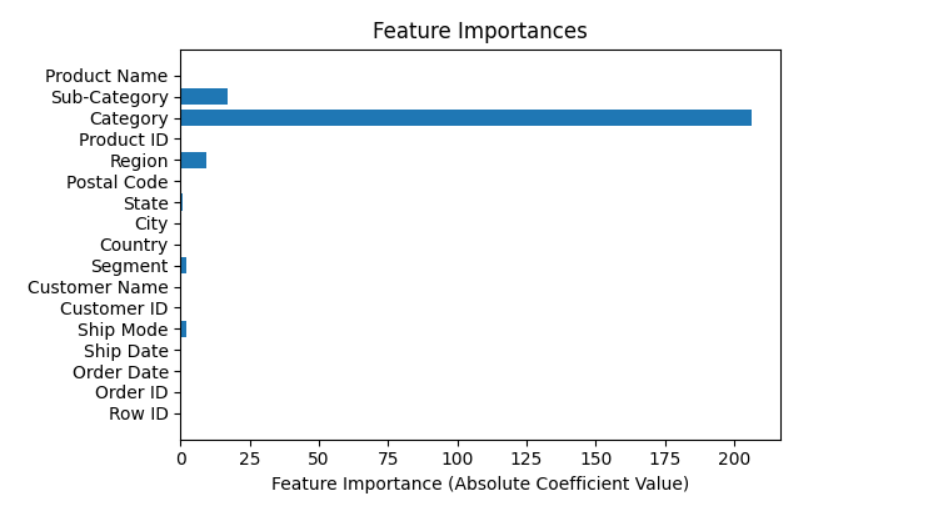 Feature Importances
Product Name
Sub-Category
Category
Product ID
Region
Postal Code
State
City
Country
Segment
Customer Name
Customer ID
Ship Mode
Ship Date
Order Date
Order ID
Row ID
0 25 50 75 100 125 150 175 200
Feature Importance (Absolute Coefficient Value)